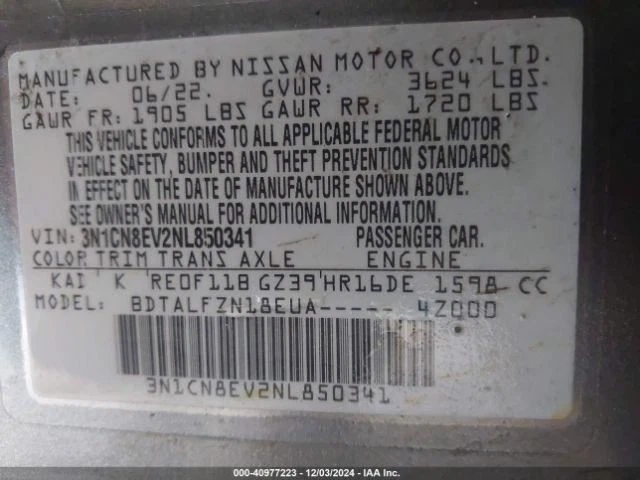 MANUFACTURED BY NISSAN MOTOR CO., LTD.
DATE: 06/22. GVWR: 3624 LBS.
GAWR FR: 1905 LBS GAWR RR: 1720 LBS
THIS VEHICLE CONFORMS TO ALL APPLICABLE FEDERAL MOTOR
VEHICLE SAFETY, BUMPER AND THEFT PREVENTION STANDARDS
IN EFFECT ON THE DATE OF MANUFACTURE SHOWN ABOVE.
SEE OWNER'S MANUAL FOR ADDITIONAL INFORMATION.
VIN: 3N1CN8EV2NL850341 PASSENGER CAR.
COLOR TRIM TRANS AXLE ENGINE
KAD K RE0F11B GZ39 HR16DE 1598 CC
MODEL: BDTALFZN18EUA----- 4Z000
3N1CN8EV2NL850341
000-40977223 - 12/03/2024 - IAA Inc.